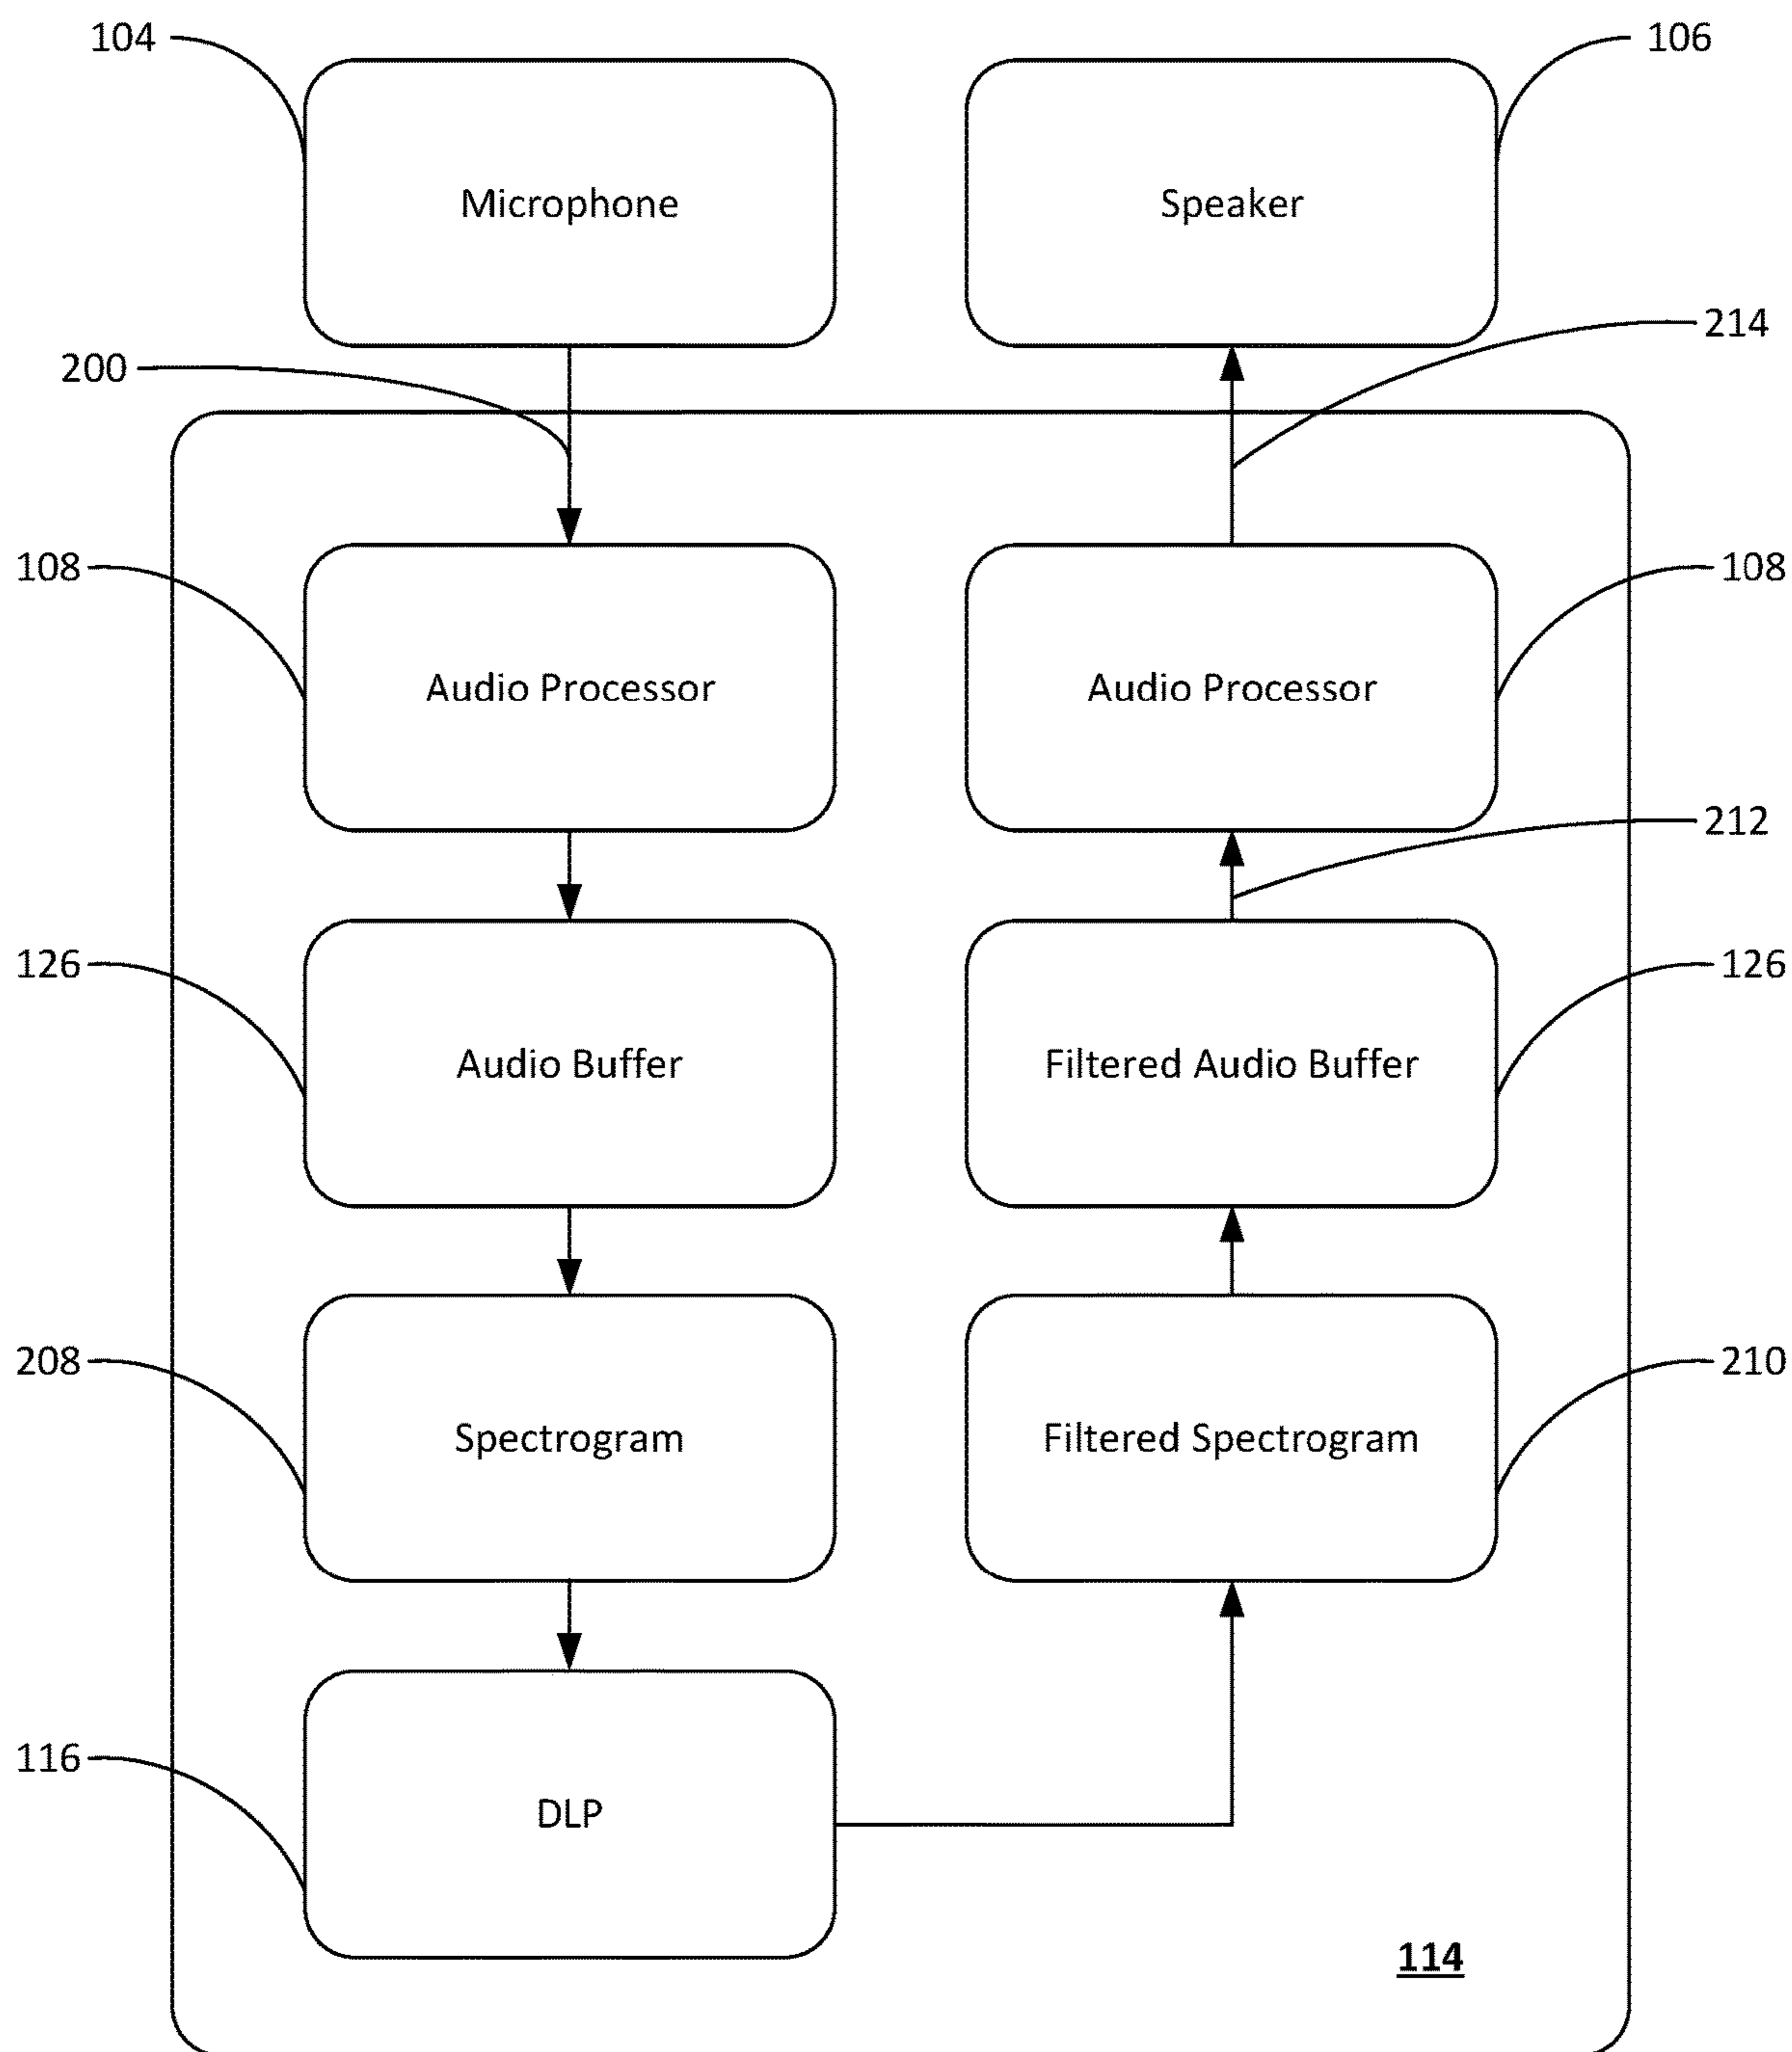 104
106
Microphone
Speaker
214
200
108
108
Audio Processor
Audio Processor
212
126
126
Audio Buffer
Filtered Audio Buffer
208
210
Spectrogram
Filtered Spectrogram
116
DLP
114